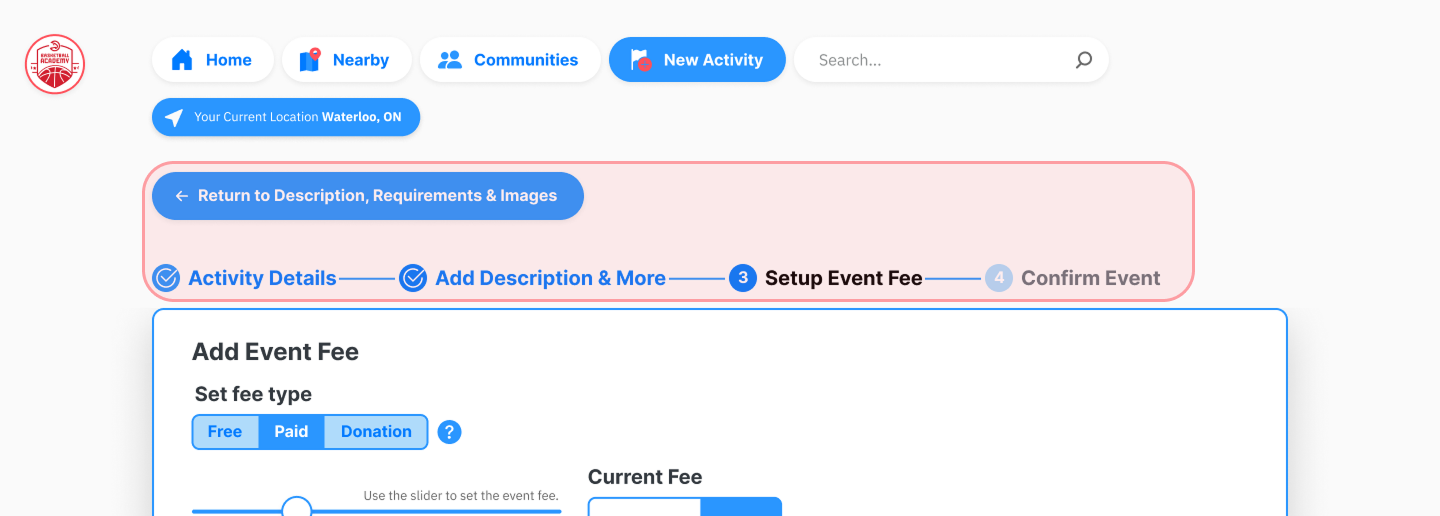 BASKETBALL
ACADEMY
Home
Nearby
Communities
New Activity
Search...
Your Current Location Waterloo, ON
← Return to Description, Requirements & Images
Activity Details
Add Description & More
3 Setup Event Fee
4 Confirm Event
Add Event Fee
Set fee type
Free Paid Donation ?
Current Fee
Use the slider to set the event fee.